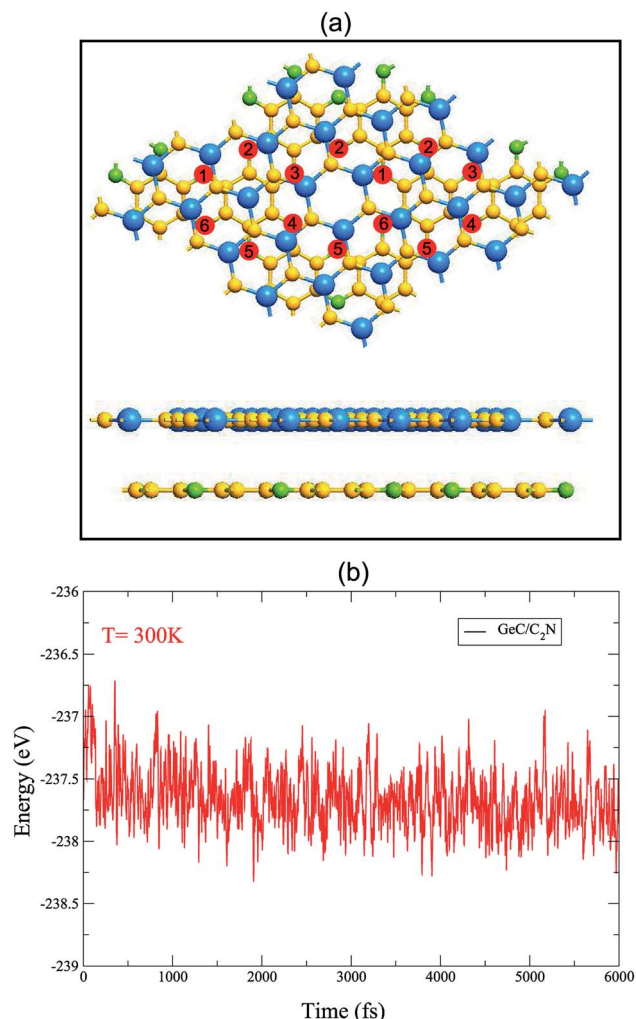 (a)
2 2 2
1 3 1 3
6 4 6 4
5 5 5
(b)
-236
T= 300K
GeC/C₂N
-236.5
-237
-237.5
-238
-238.5
-239
Energy (eV)
0 1000 2000 3000 4000 5000 6000
Time (fs)